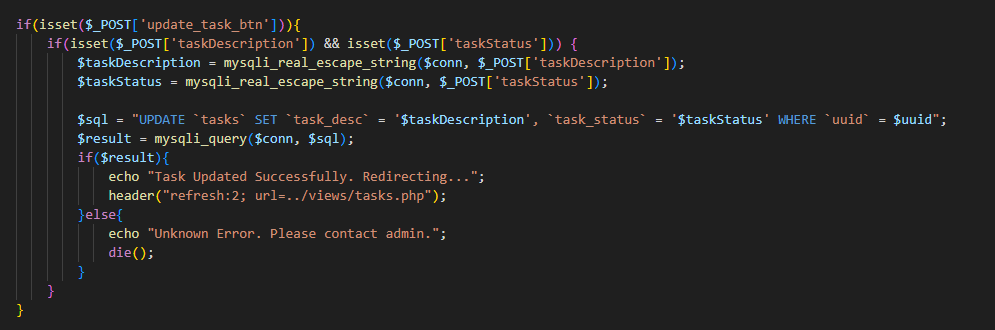 if(isset($_POST['update_task_btn'])){
    if(isset($_POST['taskDescription']) && isset($_POST['taskStatus'])) {
        $taskDescription = mysqli_real_escape_string($conn, $_POST['taskDescription']);
        $taskStatus = mysqli_real_escape_string($conn, $_POST['taskStatus']);

        $sql = "UPDATE `tasks` SET `task_desc` = '$taskDescription', `task_status` = '$taskStatus' WHERE `uuid` = $uuid";
        $result = mysqli_query($conn, $sql);
        if($result){
            echo "Task Updated Successfully. Redirecting...";
            header("refresh:2; url=../views/tasks.php");
        }else{
            echo "Unknown Error. Please contact admin.";
            die();
        }
    }
}